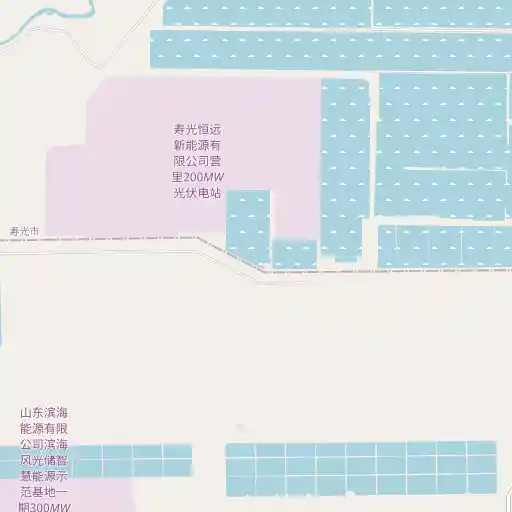 寿光恒远
新能源有
限公司营
里200MW
光伏电站
寿光市
山东滨海
能源有限
公司滨海
风光储智
慧能源示
范基地一
期300MW